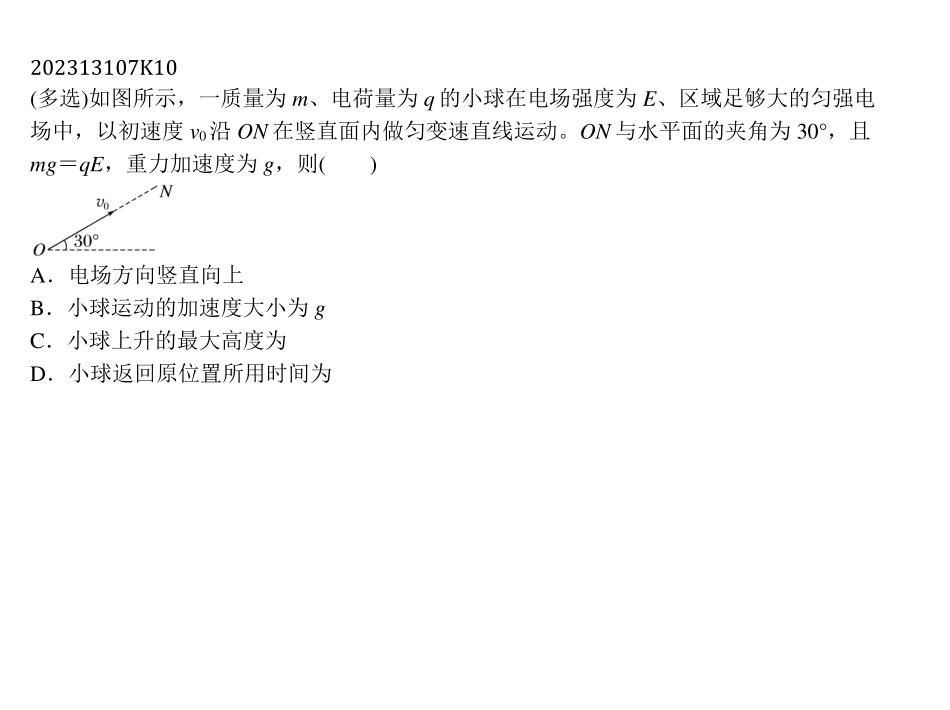 202313107K10
(多选)如图所示，一质量为 m、电荷量为 q 的小球在电场强度为 E、区域足够大的匀强电
场中，以初速度 v₀沿 ON 在竖直面内做匀变速直线运动。ON 与水平面的夹角为 30°，且
mg＝qE，重力加速度为 g，则(　　)
v₀
N
O
30°
A．电场方向竖直向上
B．小球运动的加速度大小为 g
C．小球上升的最大高度为
D．小球返回原位置所用时间为